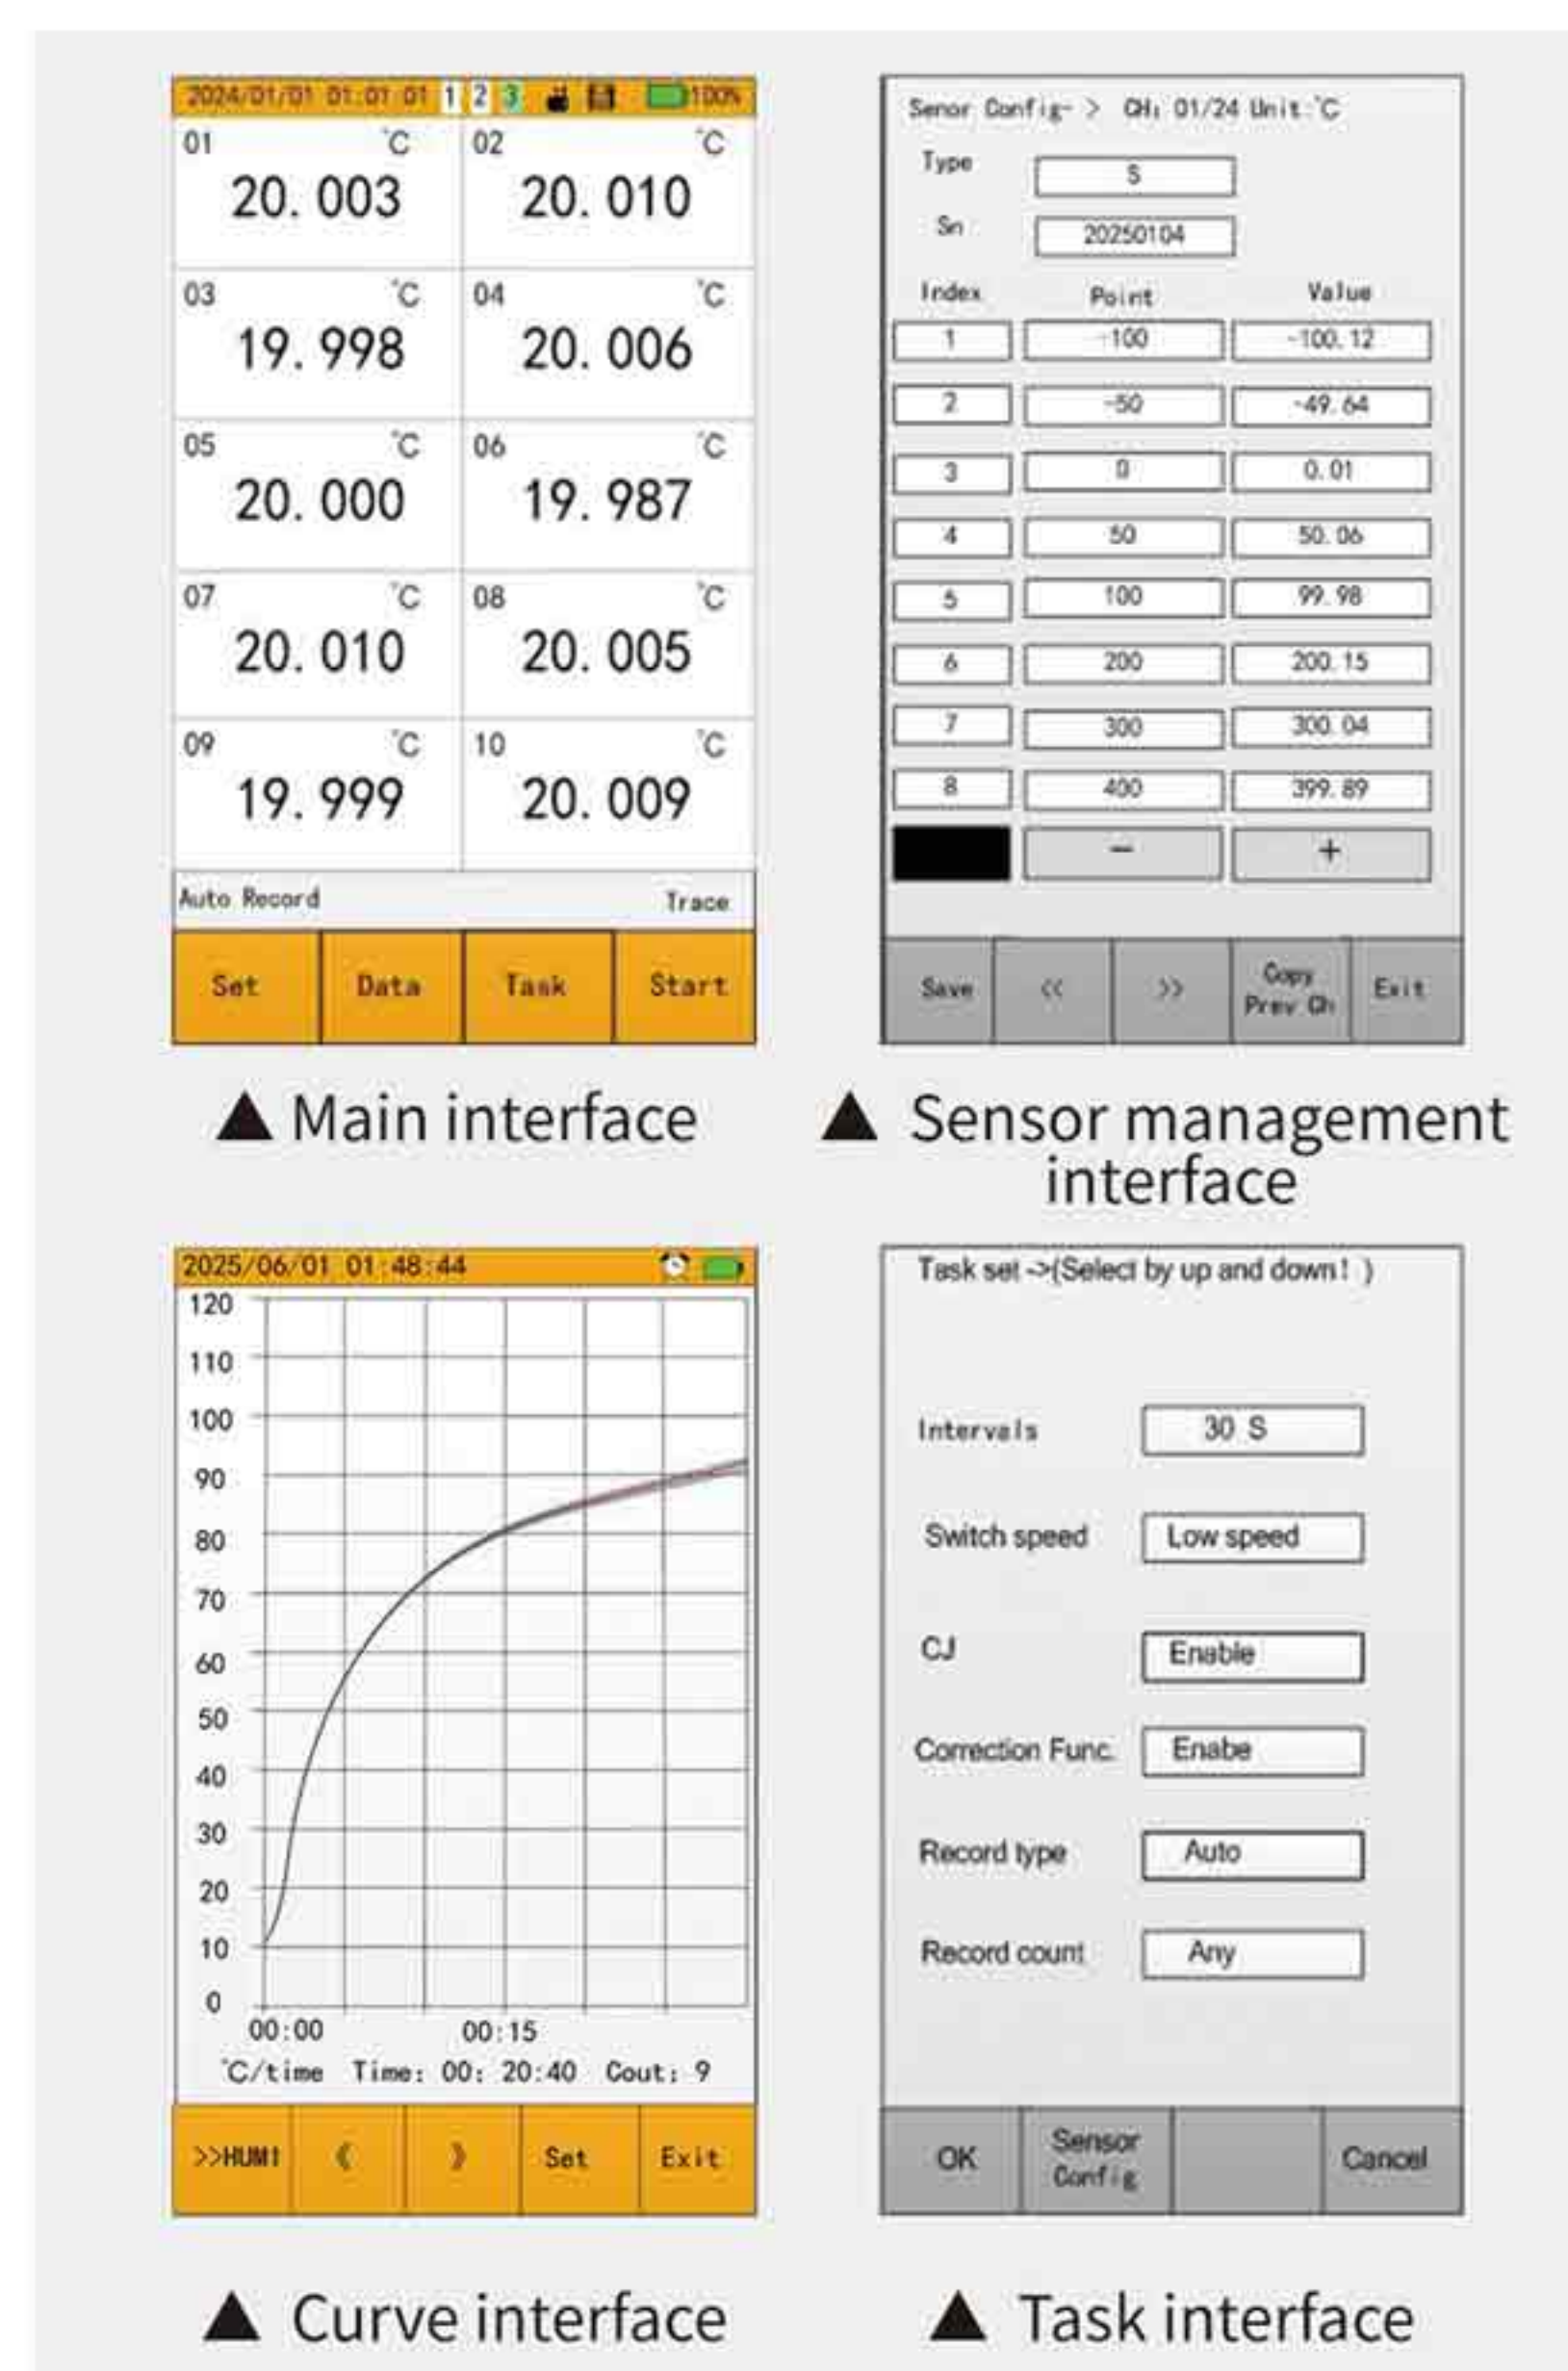 2024/01/01 01:01:01 1 2 3 100%
01 ℃ 02 ℃
20.003 20.010
03 ℃ 04 ℃
19.998 20.006
05 ℃ 06 ℃
20.000 19.987
07 ℃ 08 ℃
20.010 20.005
09 ℃ 10 ℃
19.999 20.009
Auto Record Trace
Set Data Task Start
▲ Main interface
Senor Config- > CH: 01/24 Unit:℃
Type S
Sn 20250104
Index Point Value
1 -100 -100.12
2 -50 -49.64
3 0 0.01
4 50 50.06
5 100 99.98
6 200 200.15
7 300 300.04
8 400 399.89
- +
Save << >> Copy Prev Ch Exit
▲ Sensor management
interface
2025/06/01 01:48:44
120
110
100
90
80
70
60
50
40
30
20
10
0
00:00 00:15
℃/time Time: 00: 20:40 Cout: 9
>>HUM1 《 》 Set Exit
▲ Curve interface
Task set ->(Select by up and down! )
Intervals 30 S
Switch speed Low speed
CJ Enable
Correction Func. Enabe
Record type Auto
Record count Any
OK Sensor Config Cancel
▲ Task interface